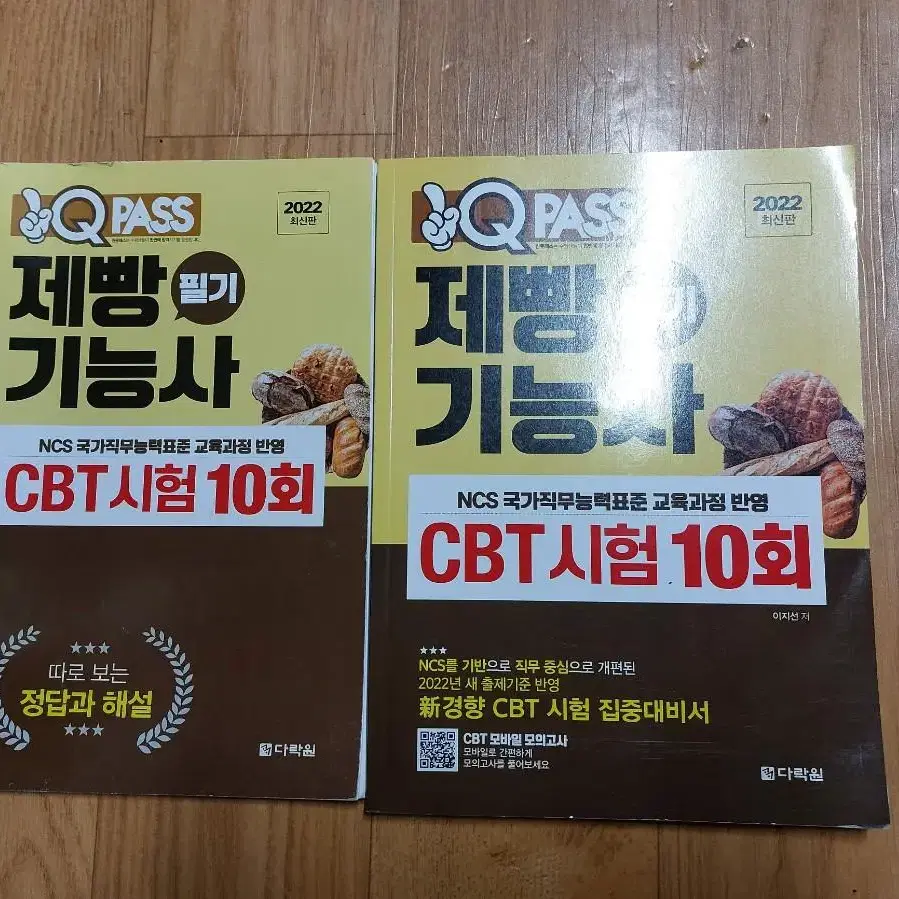 Q PASS
2022
최신판
제빵 필기
기능사
NCS 국가직무능력표준 교육과정 반영
CBT 시험 10회
따로 보는
정답과 해설
다락원
Q PASS
2022
최신판
제빵
기능사
NCS 국가직무능력표준 교육과정 반영
CBT 시험 10회
이지선 저
NCS를 기반으로 직무 중심으로 개편된
2022년 새 출제기준 반영
新경향 CBT 시험 집중대비서
CBT 모바일 모의고사
모바일로 간편하게
모의고사를 풀어보세요
다락원